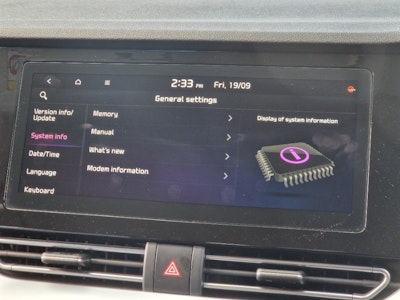 2:33 PM Fri, 19/09
General settings
Version info/
Update
System info
Date/Time
Language
Keyboard
Memory
Manual
What's new
Modem information
Display of system information